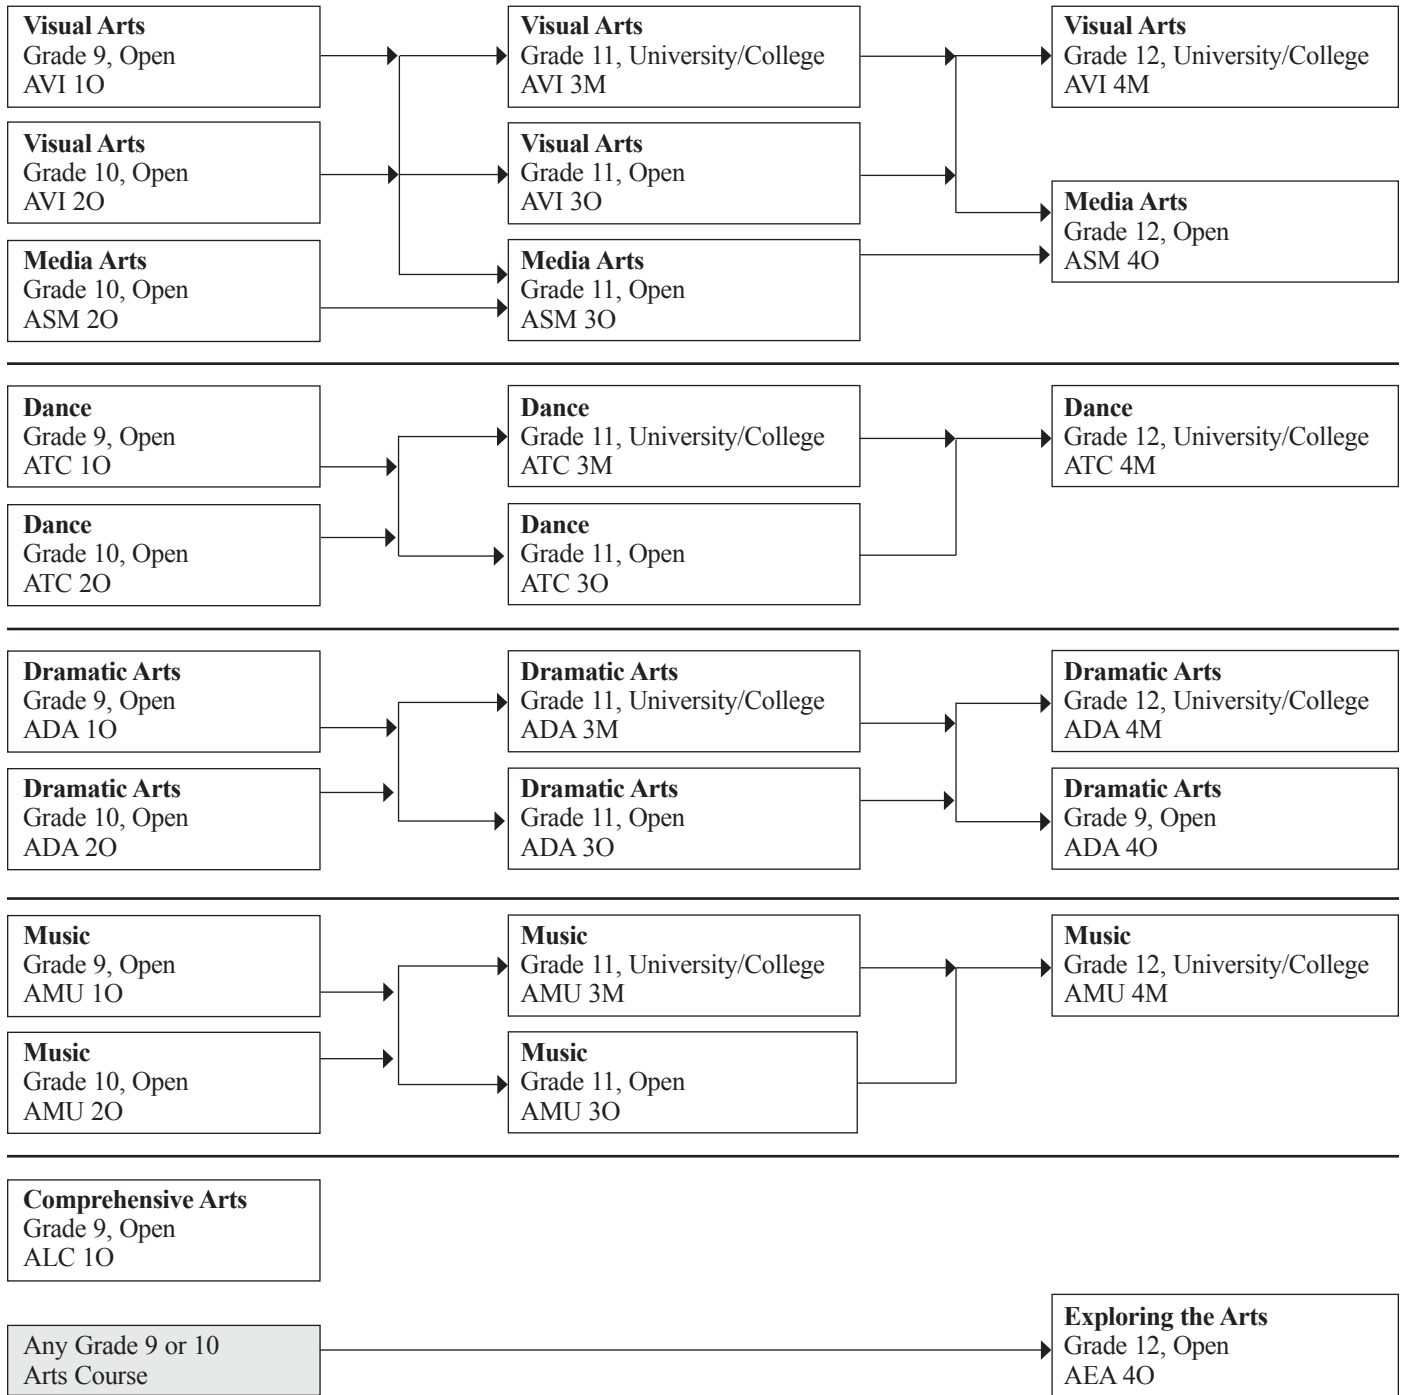 Visual Arts
Grade 9, Open
AVI 1O
Visual Arts
Grade 11, University/College
AVI 3M
Visual Arts
Grade 12, University/College
AVI 4M
Visual Arts
Grade 10, Open
AVI 2O
Visual Arts
Grade 11, Open
AVI 3O
Media Arts
Grade 12, Open
ASM 4O
Media Arts
Grade 10, Open
ASM 2O
Media Arts
Grade 11, Open
ASM 3O
Dance
Grade 9, Open
ATC 1O
Dance
Grade 11, University/College
ATC 3M
Dance
Grade 12, University/College
ATC 4M
Dance
Grade 10, Open
ATC 2O
Dance
Grade 11, Open
ATC 3O
Dramatic Arts
Grade 9, Open
ADA 1O
Dramatic Arts
Grade 11, University/College
ADA 3M
Dramatic Arts
Grade 12, University/College
ADA 4M
Dramatic Arts
Grade 10, Open
ADA 2O
Dramatic Arts
Grade 11, Open
ADA 3O
Dramatic Arts
Grade 9, Open
ADA 4O
Music
Grade 9, Open
AMU 1O
Music
Grade 11, University/College
AMU 3M
Music
Grade 12, University/College
AMU 4M
Music
Grade 10, Open
AMU 2O
Music
Grade 11, Open
AMU 3O
Comprehensive Arts
Grade 9, Open
ALC 1O
Any Grade 9 or 10
Arts Course
Exploring the Arts
Grade 12, Open
AEA 4O